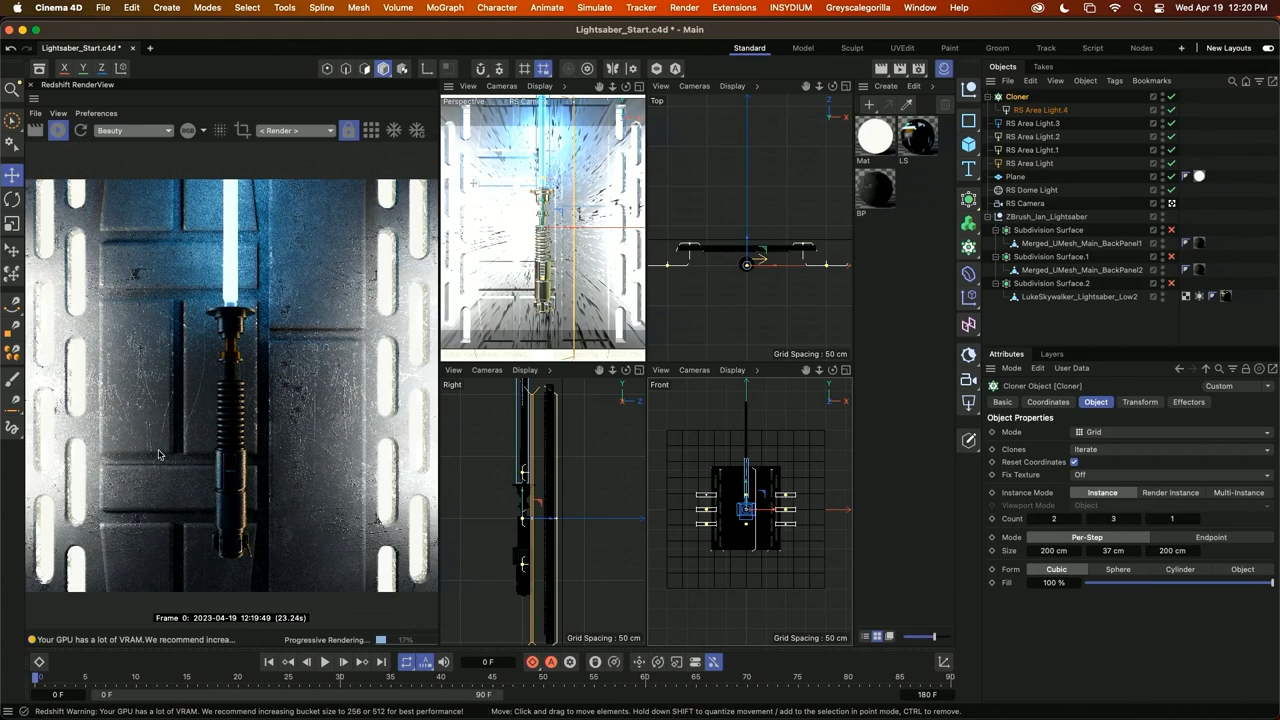 Cinema 4D File Edit Create Modes Select Tools Spline Mesh Volume MoGraph Character Animate Simulate Tracker Render Extensions INSYDIUM Greyscalegorilla Window Help Wed Apr 19 12:20 PM
Lightsaber_Start.c4d * - Main
Lightsaber_Start.c4d * Standard Model Sculpt UVEdit Paint Groom Track Script Nodes New Layouts
X Y Z Objects Takes
File Edit View Object Tags Bookmarks
Redshift RenderView
View Cameras Display
View Cameras Display
Create Edit
Perspective RS Camera
Top
File View Preferences
Beauty RGB < Render >
Mat LS
BP
Cloner
RS Area Light.4
RS Area Light.3
RS Area Light.2
RS Area Light.1
RS Area Light
Plane
RS Dome Light
RS Camera
ZBrush_Ian_Lightsaber
Subdivision Surface
Merged_UMesh_Main_BackPanel1
Subdivision Surface.1
Merged_UMesh_Main_BackPanel2
Subdivision Surface.2
LukeSkywalker_Lightsaber_Low2
Grid Spacing : 50 cm
View Cameras Display
View Cameras Display
Right
Front
Attributes Layers
Mode Edit User Data
Cloner Object [Cloner] Custom
Basic Coordinates Object Transform Effectors
Object Properties
Mode Grid
Clones Iterate
Reset Coordinates
Fix Texture Off
Instance Mode Instance Render Instance Multi-Instance
Viewport Mode Object
Count 2 3 1
Mode Per-Step Endpoint
Size 200 cm 37 cm 200 cm
Form Cubic Sphere Cylinder Object
Fill 100 %
Frame 0: 2023-04-19 12:19:49 (23.24s)
Your GPU has a lot of VRAM.We recommend increa... Progressive Rendering... 17%
Grid Spacing : 50 cm
Grid Spacing : 50 cm
0 F
0 10 20 30 40 50 60 70 80 90
0 F 0 F 90 F 180 F
Redshift Warning: Your GPU has a lot of VRAM. We recommend increasing bucket size to 256 or 512 for best performance! Move: Click and drag to move elements. Hold down SHIFT to quantize movement / add to the selection in point mode, CTRL to remove.